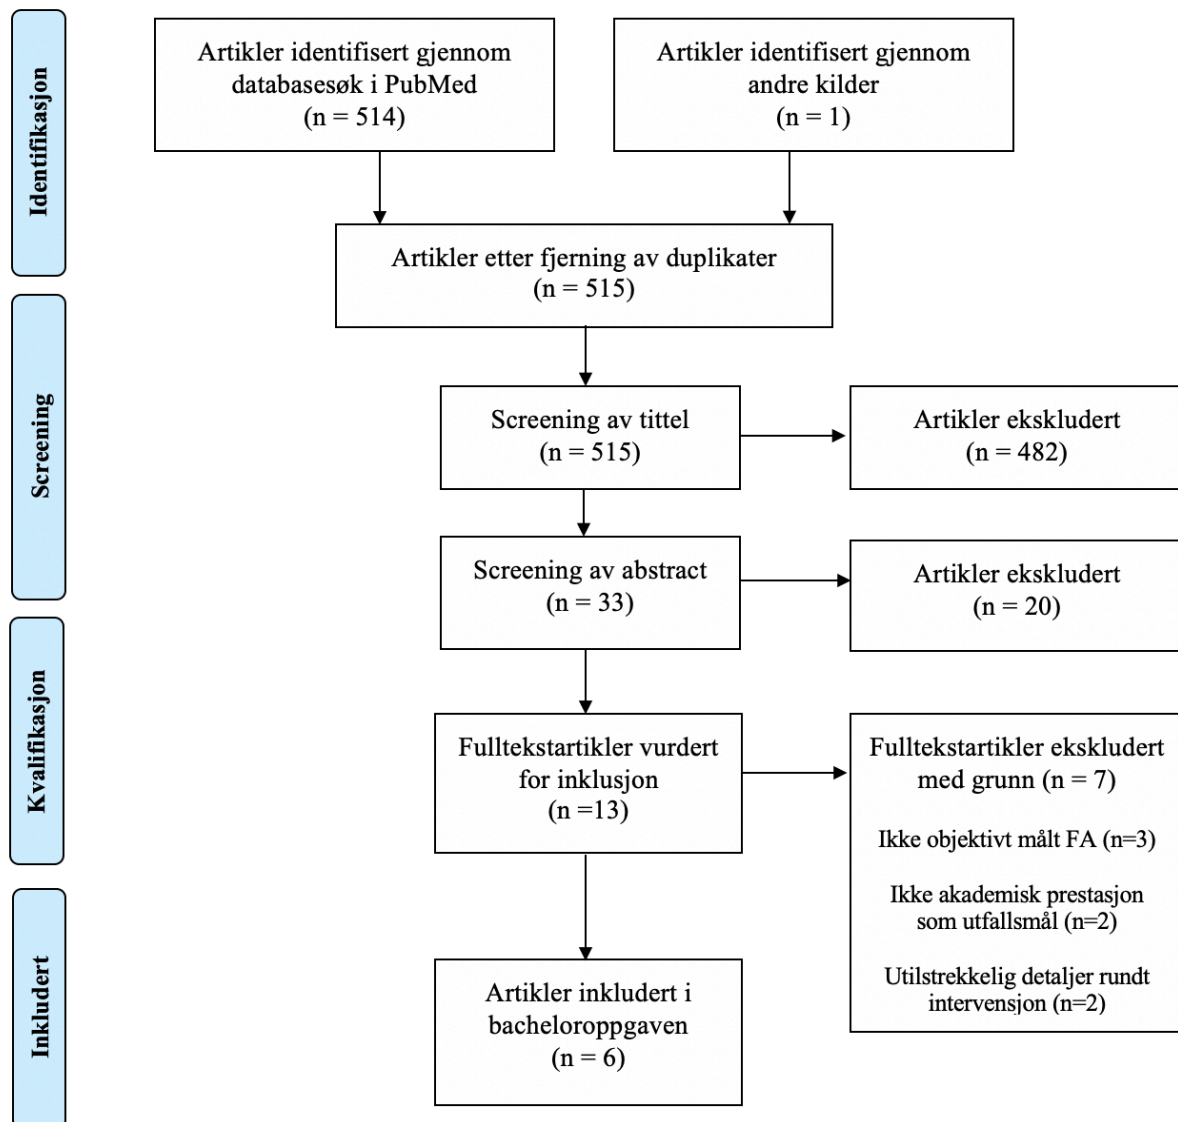 Identifikasjon
Artikler identifisert gjennom
databasesøk i PubMed
(n = 514)
Artikler identifisert gjennom
andre kilder
(n = 1)
Artikler etter fjerning av duplikater
(n = 515)
Screening
Screening av tittel
(n = 515)
Artikler ekskludert
(n = 482)
Screening av abstract
(n = 33)
Artikler ekskludert
(n = 20)
Kvalifikasjon
Fulltekstartikler vurdert
for inklusjon
(n =13)
Fulltekstartikler ekskludert
med grunn (n = 7)
Ikke objektivt målt FA (n=3)
Ikke akademisk prestasjon
som utfallsmål (n=2)
Utilstrekkelig detaljer rundt
intervensjon (n=2)
Inkludert
Artikler inkludert i
bacheloroppgaven
(n = 6)